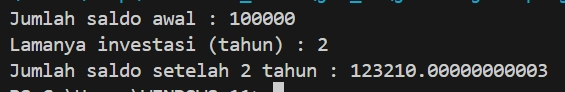 Jumlah saldo awal : 100000
Lamanya investasi (tahun) : 2
Jumlah saldo setelah 2 tahun : 123210.00000000003